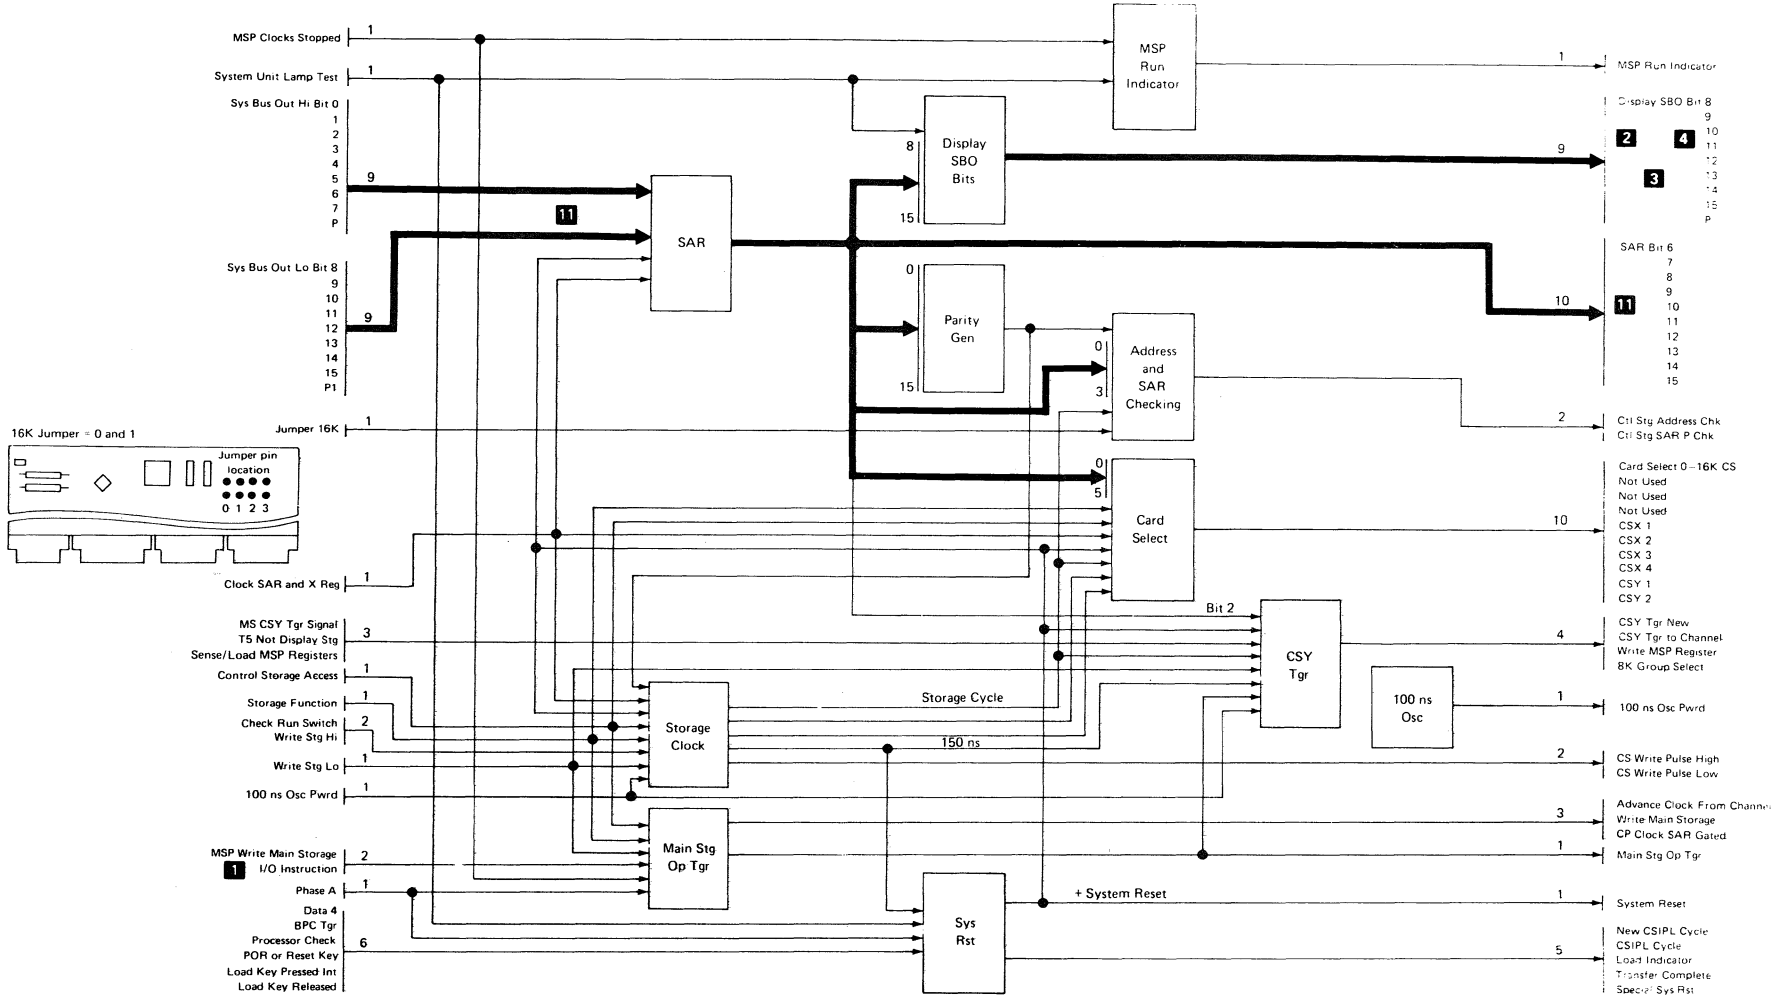 MSP Clocks Stopped 1
System Unit Lamp Test 1
Sys Bus Out Hi Bit 0
1
2
3
4
5
6
7
P
9
11
Sys Bus Out Lo Bit 8
9
10
11
12
13
14
15
P1
9
Jumper 16K 1
16K Jumper = 0 and 1
Jumper pin
location
0 1 2 3
Clock SAR and X Reg 1
MS CSY Tgr Signal
T5 Not Display Stg
Sense/Load MSP Registers
3
Control Storage Access 1
Storage Function 1
Check Run Switch
Write Stg Hi
2
Write Stg Lo 1
100 ns Osc Pwrd 1
MSP Write Main Storage
1 I/O Instruction
2
Phase A 1
Data 4
BPC Tgr
Processor Check
POR or Reset Key
Load Key Pressed Int
Load Key Released
6
SAR
MSP
Run
Indicator
8
Display
SBO
Bits
15
0
Parity
Gen
15
0
3
Address
and
SAR
Checking
0
5
Card
Select
Bit 2
CSY
Tgr
Storage
Clock
Storage Cycle
150 ns
100 ns
Osc
Main Stg
Op Tgr
Sys
Rst
+ System Reset
1 MSP Run Indicator
Display SBO Bit 8
9
10
11
12
13
14
15
P
9
2
4
3
SAR Bit 6
7
8
9
10
11
12
13
14
15
10
11
2
Ctl Stg Address Chk
Ctl Stg SAR P Chk
Card Select 0-16K CS
Not Used
Not Used
Not Used
CSX 1
CSX 2
CSX 3
CSX 4
CSY 1
CSY 2
10
CSY Tgr New
CSY Tgr to Channel
Write MSP Register
8K Group Select
4
1 100 ns Osc Pwrd
2
CS Write Pulse High
CS Write Pulse Low
Advance Clock From Channel
Write Main Storage
CP Clock SAR Gated
3
1 Main Stg Op Tgr
1 System Reset
New CSIPL Cycle
CSIPL Cycle
Load Indicator
Transfer Complete
Special Sys Rst
5